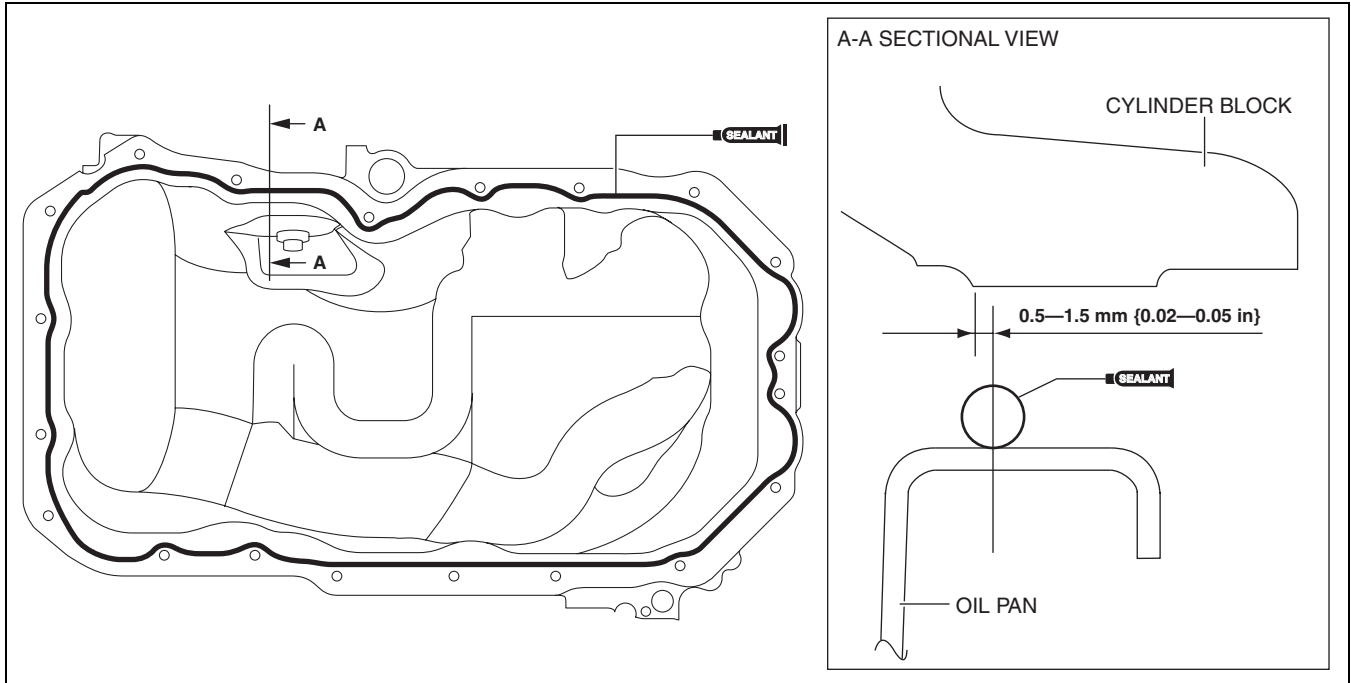 A-A SECTIONAL VIEW
CYLINDER BLOCK
A
SEALANT
A
0.5—1.5 mm {0.02—0.05 in}
SEALANT
OIL PAN